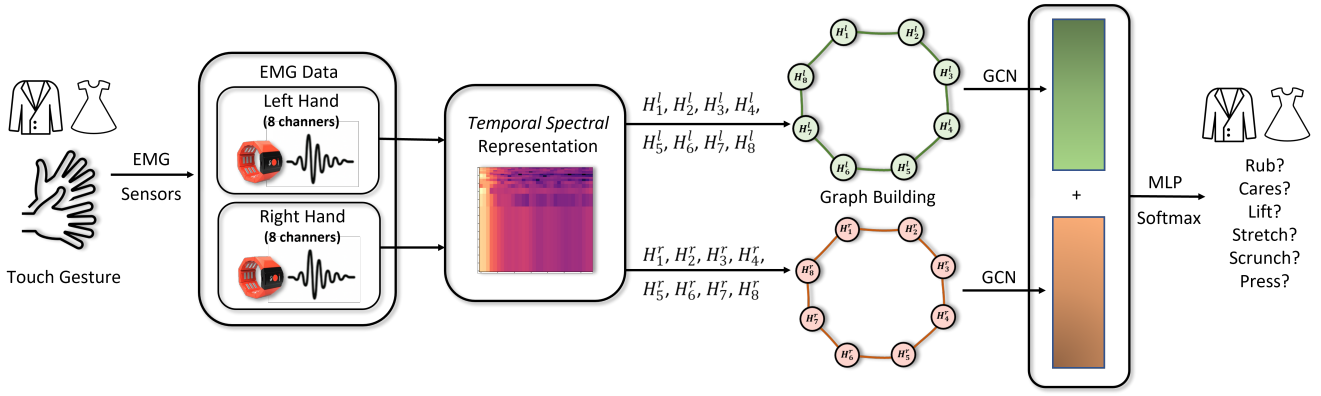 Touch Gesture
EMG
Sensors
EMG Data
Left Hand
(8 channers)
Right Hand
(8 channers)
Temporal Spectral
Representation
H₁ˡ, H₂ˡ, H₃ˡ, H₄ˡ,
H₅ˡ, H₆ˡ, H₇ˡ, H₈ˡ
H₁ʳ, H₂ʳ, H₃ʳ, H₄ʳ,
H₅ʳ, H₆ʳ, H₇ʳ, H₈ʳ
H₁ˡ
H₂ˡ
H₃ˡ
H₄ˡ
H₅ˡ
H₆ˡ
H₇ˡ
H₈ˡ
Graph Building
H₁ʳ
H₂ʳ
H₃ʳ
H₄ʳ
H₅ʳ
H₆ʳ
H₇ʳ
H₈ʳ
GCN
GCN
+
MLP
Softmax
Rub?
Cares?
Lift?
Stretch?
Scrunch?
Press?